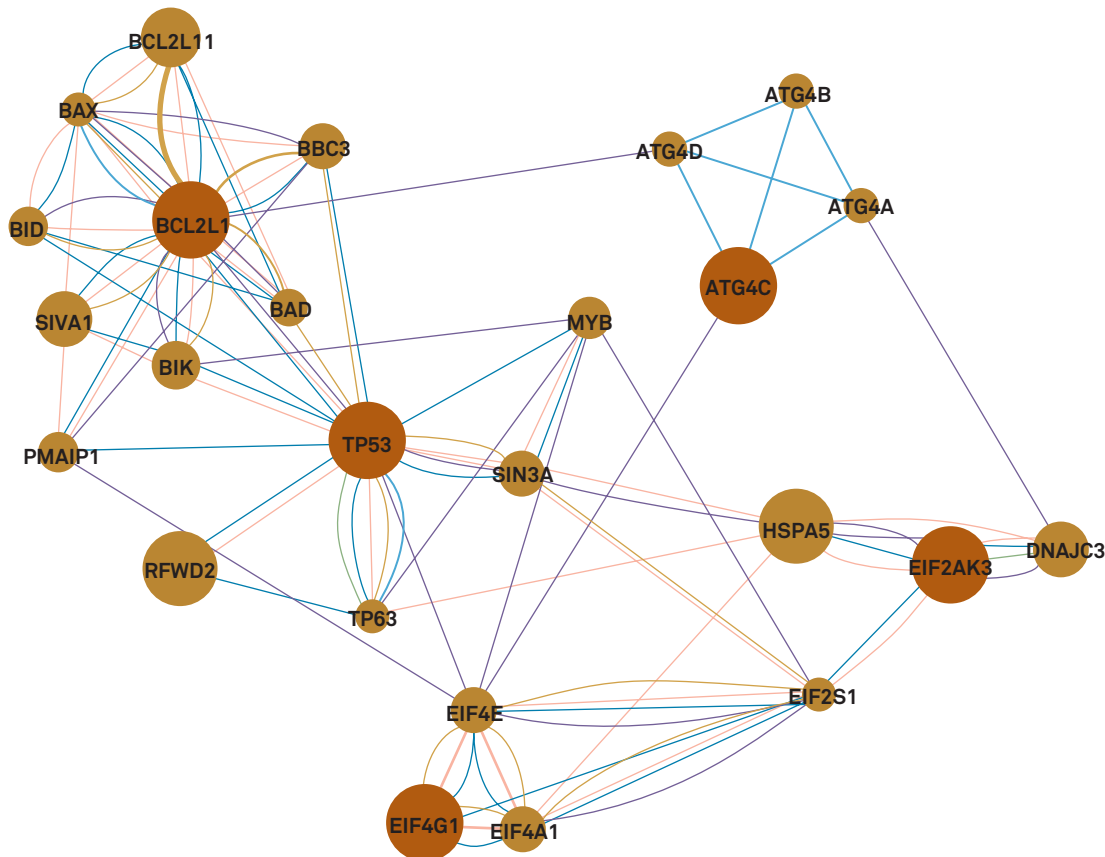 BCL2L11
ATG4B
BAX
BBC3
ATG4D
ATG4A
BCL2L1
BID
ATG4C
BAD
SIVA1
MYB
BIK
TP53
PMAIP1
SIN3A
HSPA5
DNAJC3
RFWD2
EIF2AK3
TP63
EIF2S1
EIF4E
EIF4G1
EIF4A1